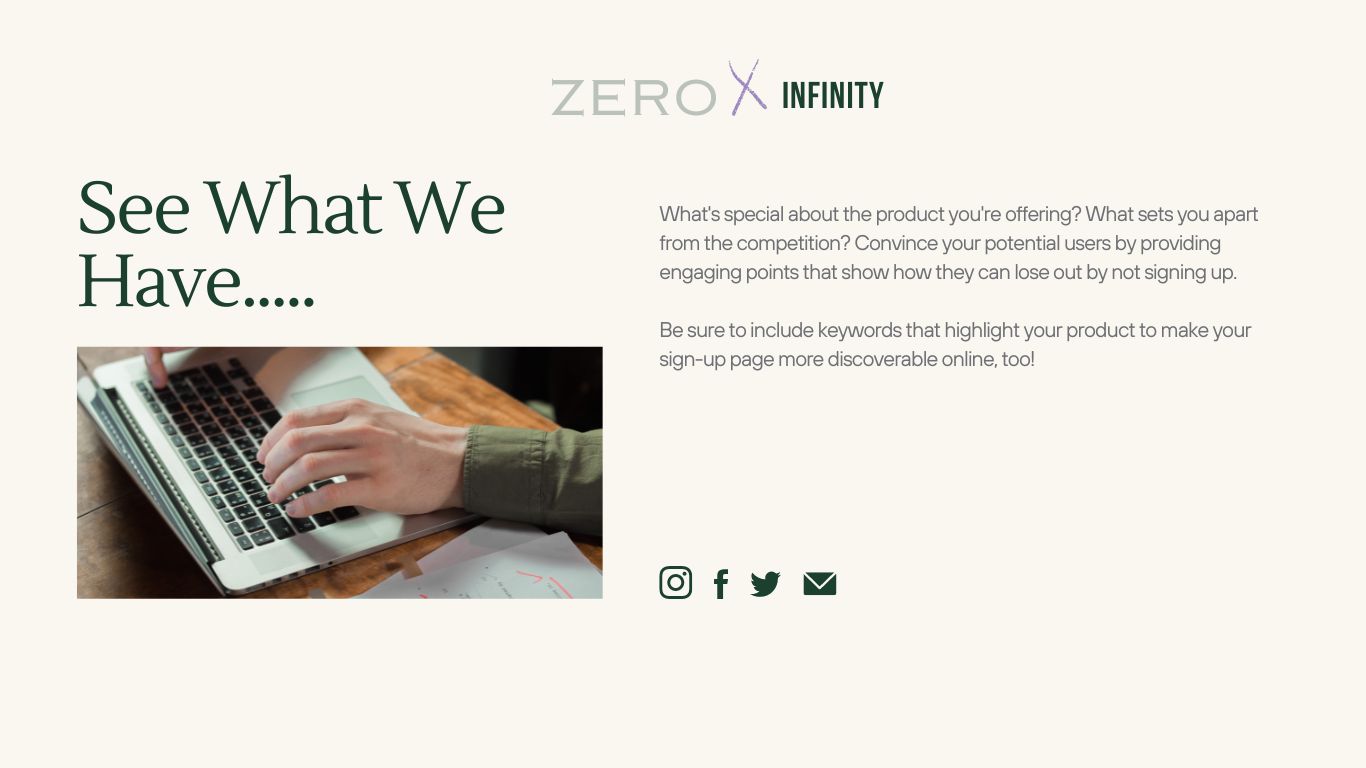 ZERO X INFINITY
See What We
Have.....
What's special about the product you're offering? What sets you apart
from the competition? Convince your potential users by providing
engaging points that show how they can lose out by not signing up.
Be sure to include keywords that highlight your product to make your
sign-up page more discoverable online, too!